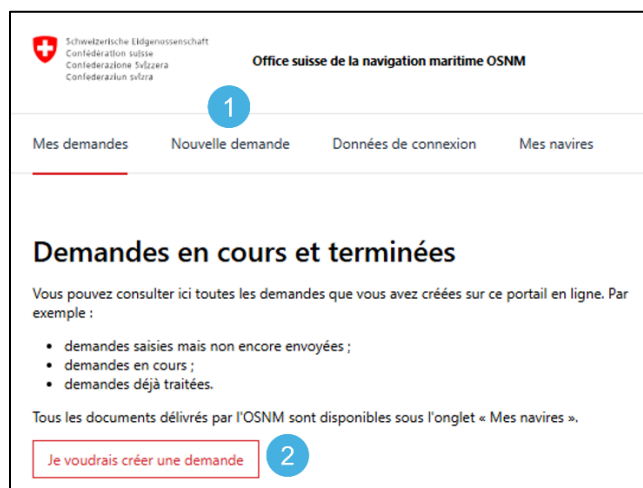 Schweizerische Eidgenossenschaft
Confédération suisse
Confederazione Svizzera
Confederaziun svizra
Office suisse de la navigation maritime OSNM
1
Mes demandes Nouvelle demande Données de connexion Mes navires
Demandes en cours et terminées
Vous pouvez consulter ici toutes les demandes que vous avez créées sur ce portail en ligne. Par
exemple :
• demandes saisies mais non encore envoyées ;
• demandes en cours ;
• demandes déjà traitées.
Tous les documents délivrés par l'OSNM sont disponibles sous l'onglet « Mes navires ».
Je voudrais créer une demande 2